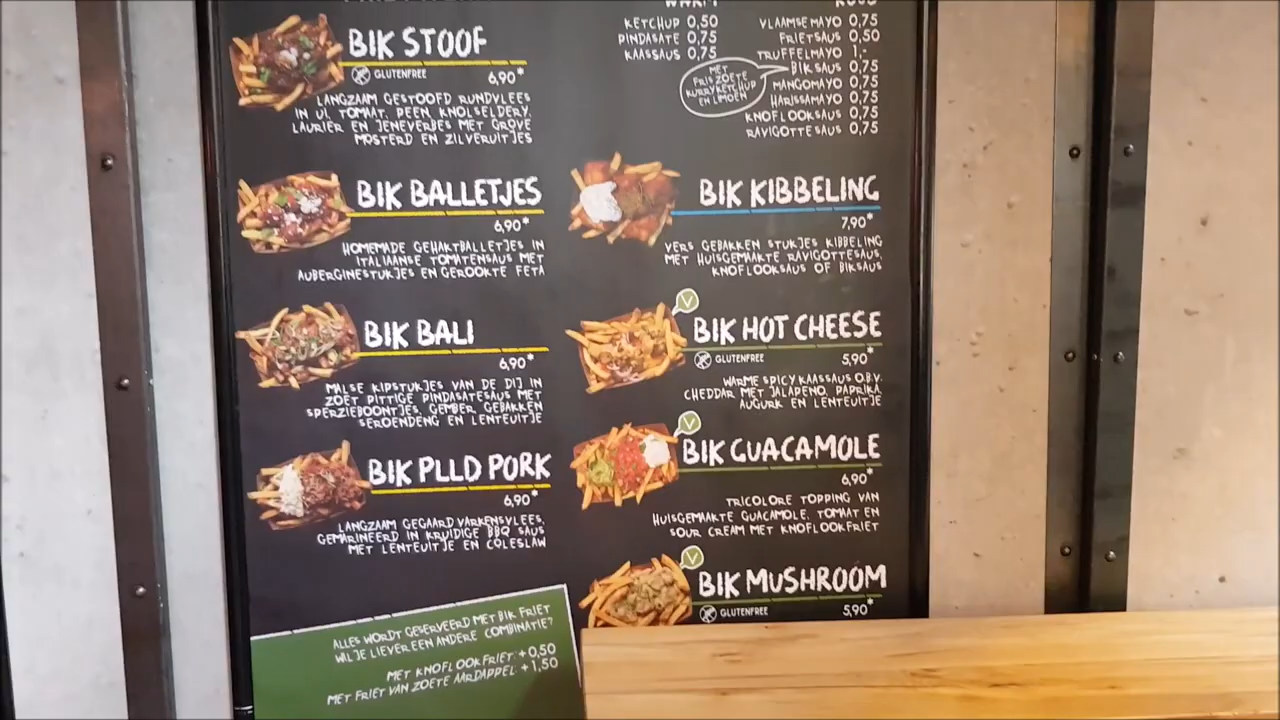 BIK STOOF
GLUTENFREE 6,90*
LANGZAAM GESTOOFD RUNDVLEES
IN UI, TOMAAT, PEEN, KNOLSELDERY,
LAURIER EN JENEVERBES MET GROVE
MOSTERD EN ZILVERUITJES
BIK BALLETJES
6,90*
HOMEMADE GEHAKTBALLETJES IN
ITALIAANSE TOMATENSAUS MET
AUBERGINESTUKJES EN GEROOKTE FETA
BIK BALI
6,90*
MALSE KIPSTUKJES VAN DE DIJ IN
ZOET PITTIGE PINDASATESAUS MET
SPERZIEBOONTJES, GEMBER GEBAKKEN
SEROENDENG EN LENTEUITJE
BIK PLLD PORK
6,90*
LANGZAAM GEGAARD VARKENSVLEES,
GEMARINEERD IN KRUIDIGE BBQ SAUS
MET LENTEUITJE EN COLESLAW
ALLES WORDT GESERVEERD MET BIK FRIET
WIL JE LIEVER EEN ANDERE COMBINATIE?
MET KNOFLOOKFRIET: +0,50
MET FRIET VAN ZOETE AARDAPPEL: +1,50
WARM
KETCHUP 0,50
PINDASATE 0,75
KAASSAUS 0,75
KOUD
VLAAMSE MAYO 0,75
FRIETSAUS 0,50
TRUFFELMAYO 1,-
BIKSAUS 0,75
MANGOMAYO 0,75
HARISSAMAYO 0,75
KNOFLOOKSAUS 0,75
RAVIGOTTESAUS 0,75
MET
FRISZOETE
KURRYKETCHUP
EN LIMOEN
BIK KIBBELING
7,90*
VERS GEBAKKEN STUKJES KIBBELING
MET HUISGEMAAKTE RAVIGOTTESAUS,
KNOFLOOKSAUS OF BIKSAUS
V
BIK HOT CHEESE
GLUTENFREE 5,90*
WARME SPICY KAASSAUS O.B.V.
CHEDDAR MET JALAPENO, PAPRIKA,
AUGURK EN LENTEUITJE
V
BIK GUACAMOLE
6,90*
TRICOLORE TOPPING VAN
HUISGEMAAKTE GUACAMOLE, TOMAAT EN
SOUR CREAM MET KNOFLOOKFRIET
V
BIK MUSHROOM
GLUTENFREE 5,90*